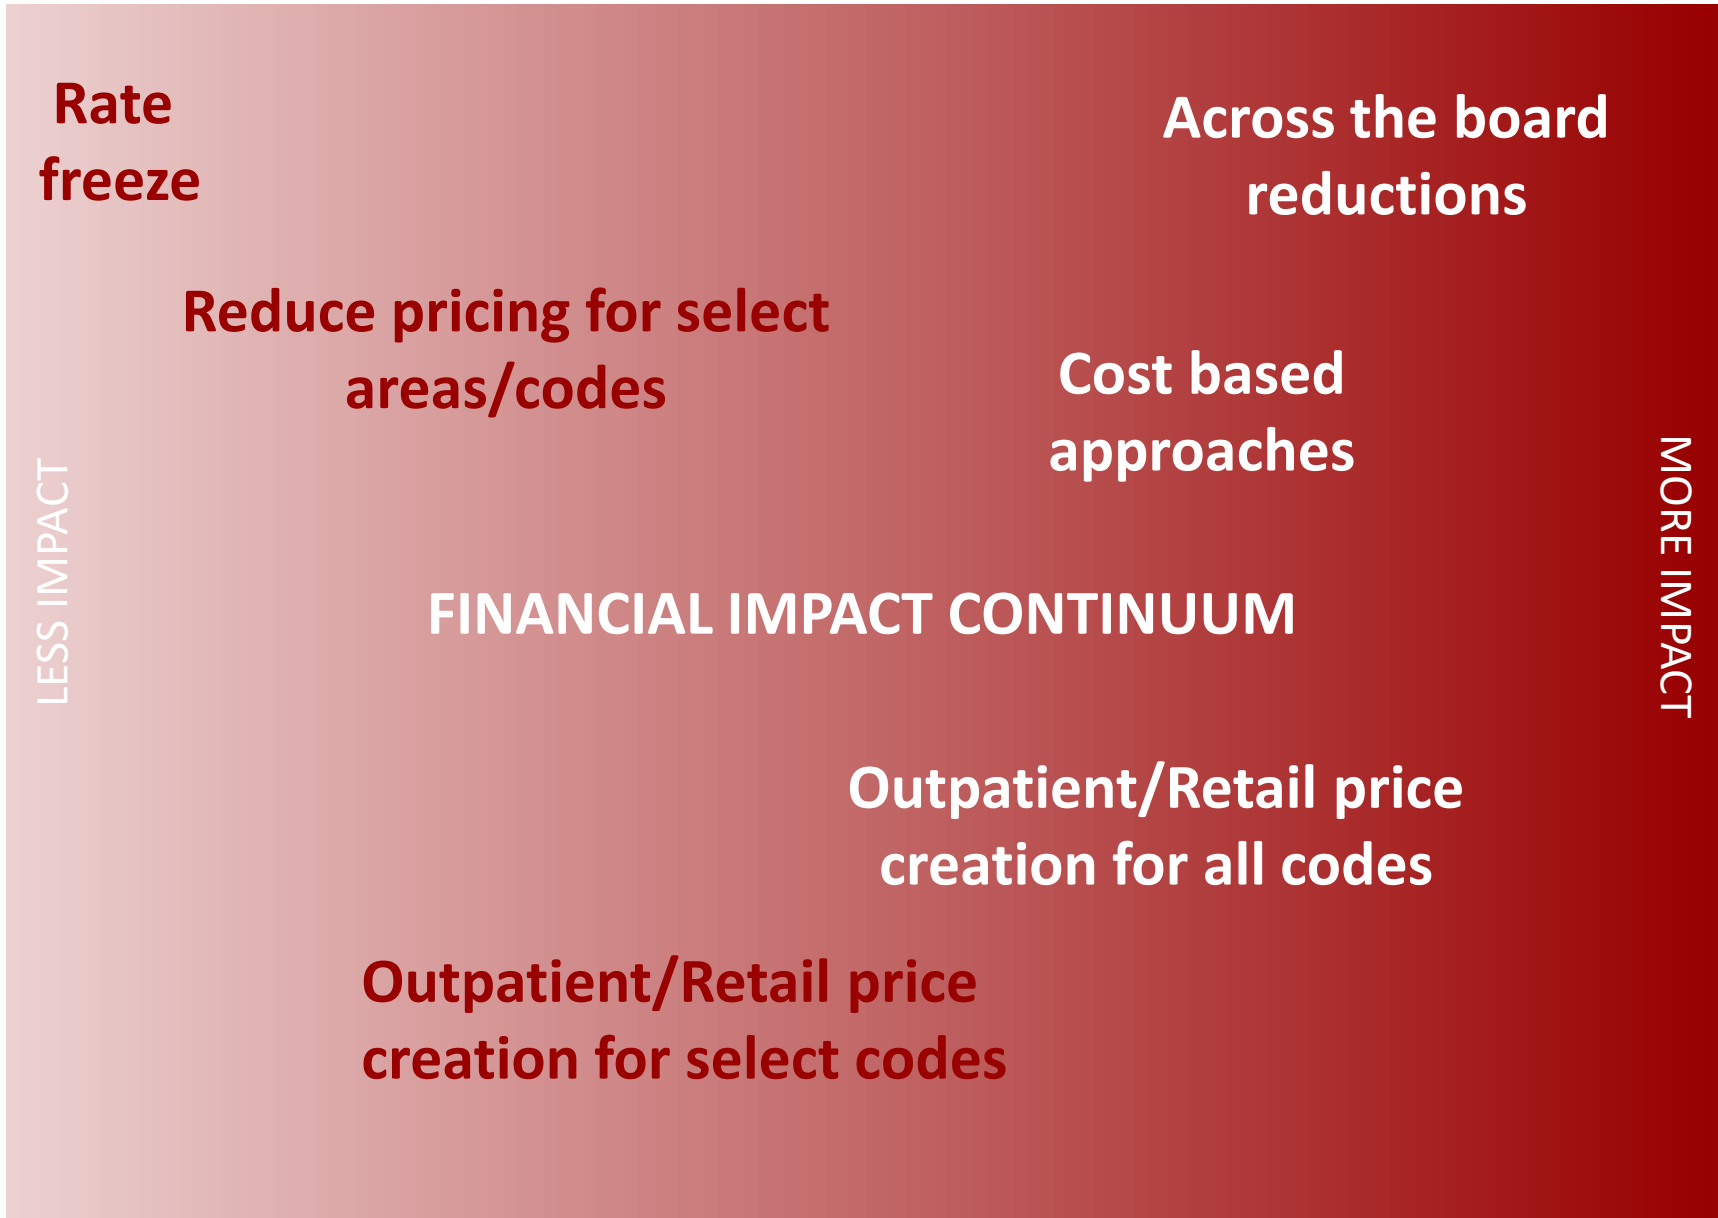 Rate
freeze
Across the board
reductions
Reduce pricing for select
areas/codes
Cost based
approaches
LESS IMPACT
MORE IMPACT
FINANCIAL IMPACT CONTINUUM
Outpatient/Retail price
creation for all codes
Outpatient/Retail price
creation for select codes